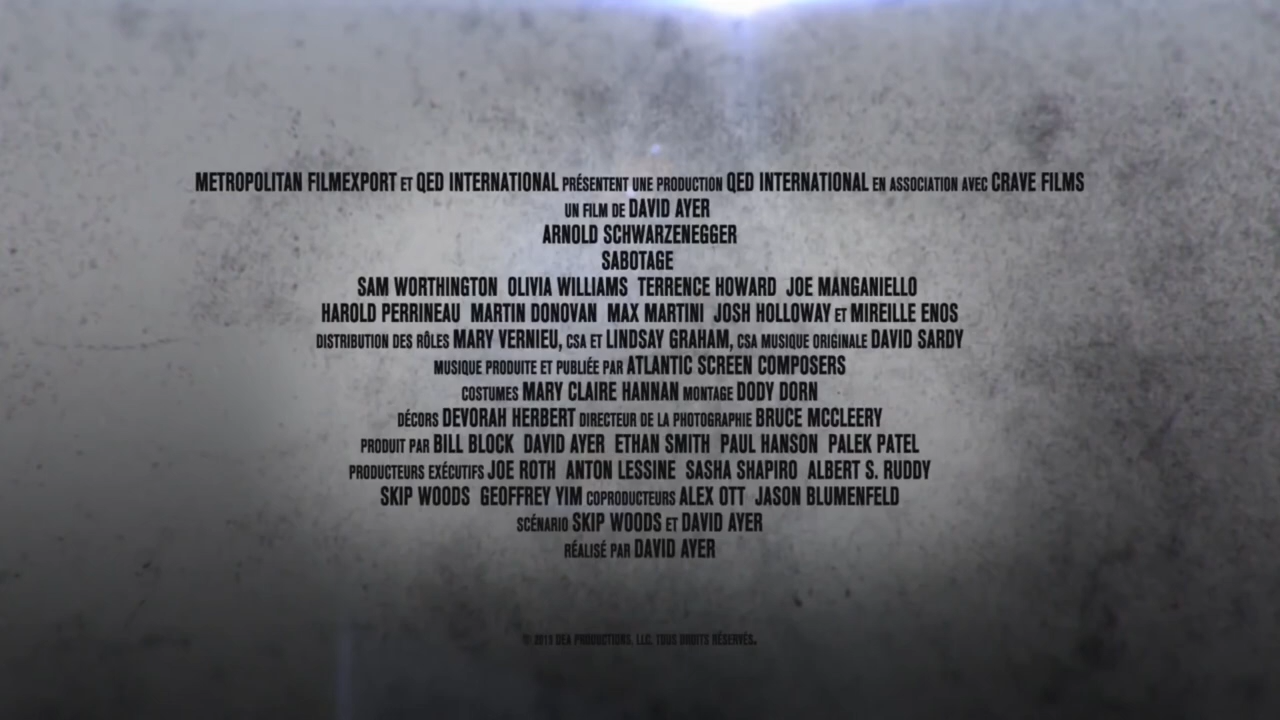 METROPOLITAN FILMEXPORT ET QED INTERNATIONAL PRÉSENTENT UNE PRODUCTION QED INTERNATIONAL EN ASSOCIATION AVEC CRAVE FILMS
UN FILM DE DAVID AYER
ARNOLD SCHWARZENEGGER
SABOTAGE
SAM WORTHINGTON OLIVIA WILLIAMS TERRENCE HOWARD JOE MANGANIELLO
HAROLD PERRINEAU MARTIN DONOVAN MAX MARTINI JOSH HOLLOWAY ET MIREILLE ENOS
DISTRIBUTION DES RÔLES MARY VERNIEU, CSA ET LINDSAY GRAHAM, CSA MUSIQUE ORIGINALE DAVID SARDY
MUSIQUE PRODUITE ET PUBLIÉE PAR ATLANTIC SCREEN COMPOSERS
COSTUMES MARY CLAIRE HANNAN MONTAGE DODY DORN
DÉCORS DEVORAH HERBERT DIRECTEUR DE LA PHOTOGRAPHIE BRUCE MCCLEERY
PRODUIT PAR BILL BLOCK DAVID AYER ETHAN SMITH PAUL HANSON PALEK PATEL
PRODUCTEURS EXÉCUTIFS JOE ROTH ANTON LESSINE SASHA SHAPIRO ALBERT S. RUDDY
SKIP WOODS GEOFFREY YIM COPRODUCTEURS ALEX OTT JASON BLUMENFELD
SCÉNARIO SKIP WOODS ET DAVID AYER
RÉALISÉ PAR DAVID AYER
© 2013 DEA PRODUCTIONS, LLC. TOUS DROITS RÉSERVÉS.